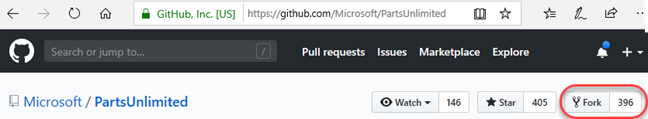 GitHub, Inc. [US] https://github.com/Microsoft/PartsUnlimited
Search or jump to... / Pull requests Issues Marketplace Explore
Microsoft / PartsUnlimited Watch 146 Star 405 Fork 396